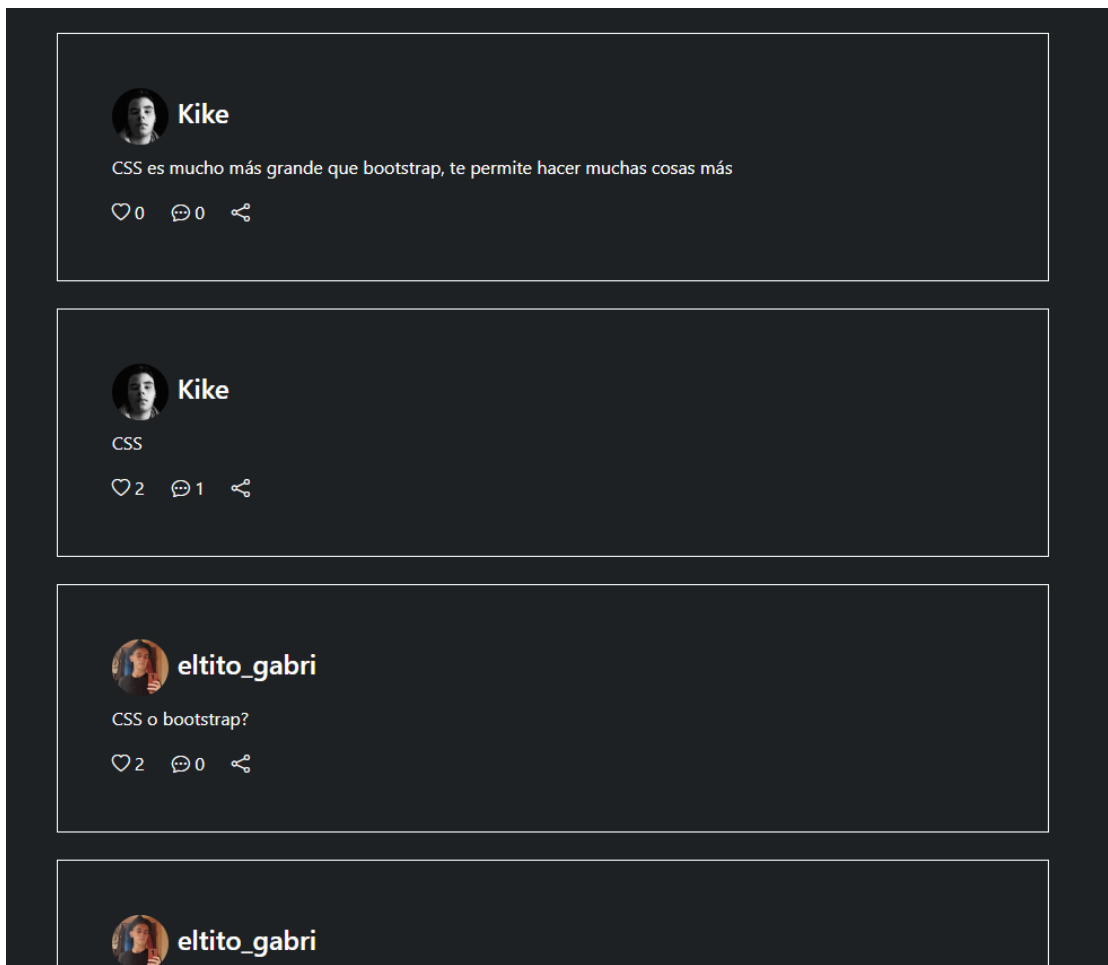 Kike
CSS es mucho más grande que bootstrap, te permite hacer muchas cosas más
0 0
Kike
CSS
2 1
eltito_gabri
CSS o bootstrap?
2 0
eltito_gabri